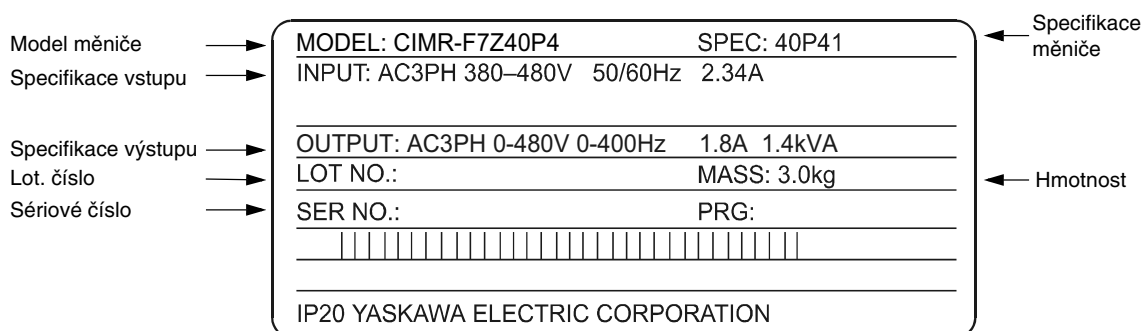 Model měniče
Specifikace vstupu
Specifikace výstupu
Lot. číslo
Sériové číslo
MODEL: CIMR-F7Z40P4 SPEC: 40P41
INPUT: AC3PH 380–480V 50/60Hz 2.34A
OUTPUT: AC3PH 0-480V 0-400Hz 1.8A 1.4kVA
LOT NO.: MASS: 3.0kg
SER NO.: PRG:
IP20 YASKAWA ELECTRIC CORPORATION
Specifikace
měniče
Hmotnost